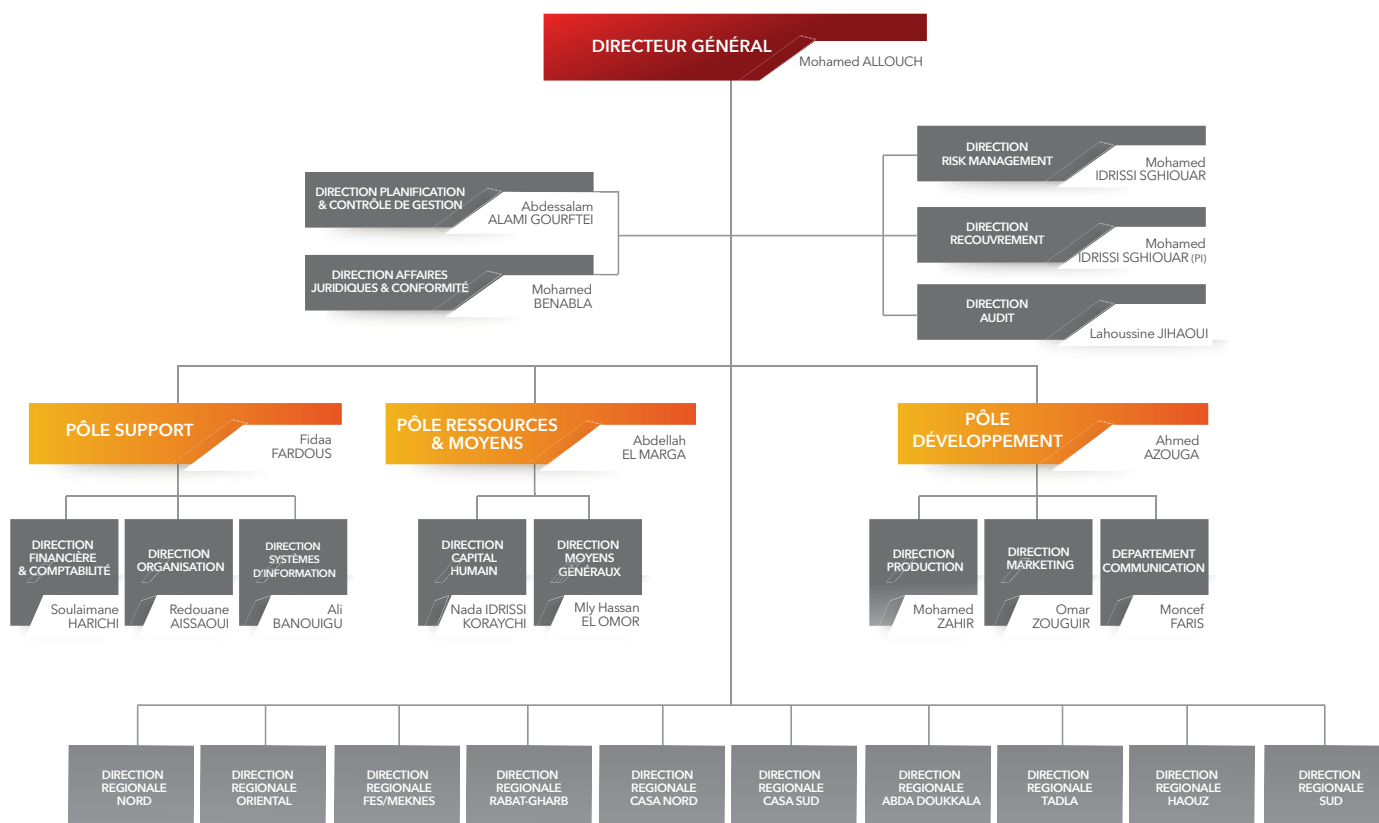 DIRECTEUR GÉNÉRAL
Mohamed ALLOUCH
DIRECTION PLANIFICATION
& CONTRÔLE DE GESTION
Abdessalam
ALAMI GOURFTEI
DIRECTION AFFAIRES
JURIDIQUES & CONFORMITÉ
Mohamed
BENABLA
DIRECTION
RISK MANAGEMENT
Mohamed
IDRISSI SGHIOUAR
DIRECTION
RECOUVREMENT
Mohamed
IDRISSI SGHIOUAR (PI)
DIRECTION
AUDIT
Lahoussine JIHAOUI
PÔLE SUPPORT
Fidaa
FARDOUS
PÔLE RESSOURCES
& MOYENS
Abdellah
EL MARGA
PÔLE
DÉVELOPPEMENT
Ahmed
AZOUGA
DIRECTION
FINANCIÈRE
& COMPTABILITÉ
Soulaimane
HARICHI
DIRECTION
ORGANISATION
Redouane
AISSAOUI
DIRECTION
SYSTÈMES
D'INFORMATION
Ali
BANOUIGU
DIRECTION
CAPITAL
HUMAIN
Nada IDRISSI
KORAYCHI
DIRECTION
MOYENS
GÉNÉRAUX
Mly Hassan
EL OMOR
DIRECTION
PRODUCTION
Mohamed
ZAHIR
DIRECTION
MARKETING
Omar
ZOUGUIR
DEPARTEMENT
COMMUNICATION
Moncef
FARIS
DIRECTION
REGIONALE
NORD
DIRECTION
REGIONALE
ORIENTAL
DIRECTION
REGIONALE
FES/MEKNES
DIRECTION
REGIONALE
RABAT-GHARB
DIRECTION
REGIONALE
CASA NORD
DIRECTION
REGIONALE
CASA SUD
DIRECTION
REGIONALE
ABDA DOUKKALA
DIRECTION
REGIONALE
TADLA
DIRECTION
REGIONALE
HAOUZ
DIRECTION
REGIONALE
SUD